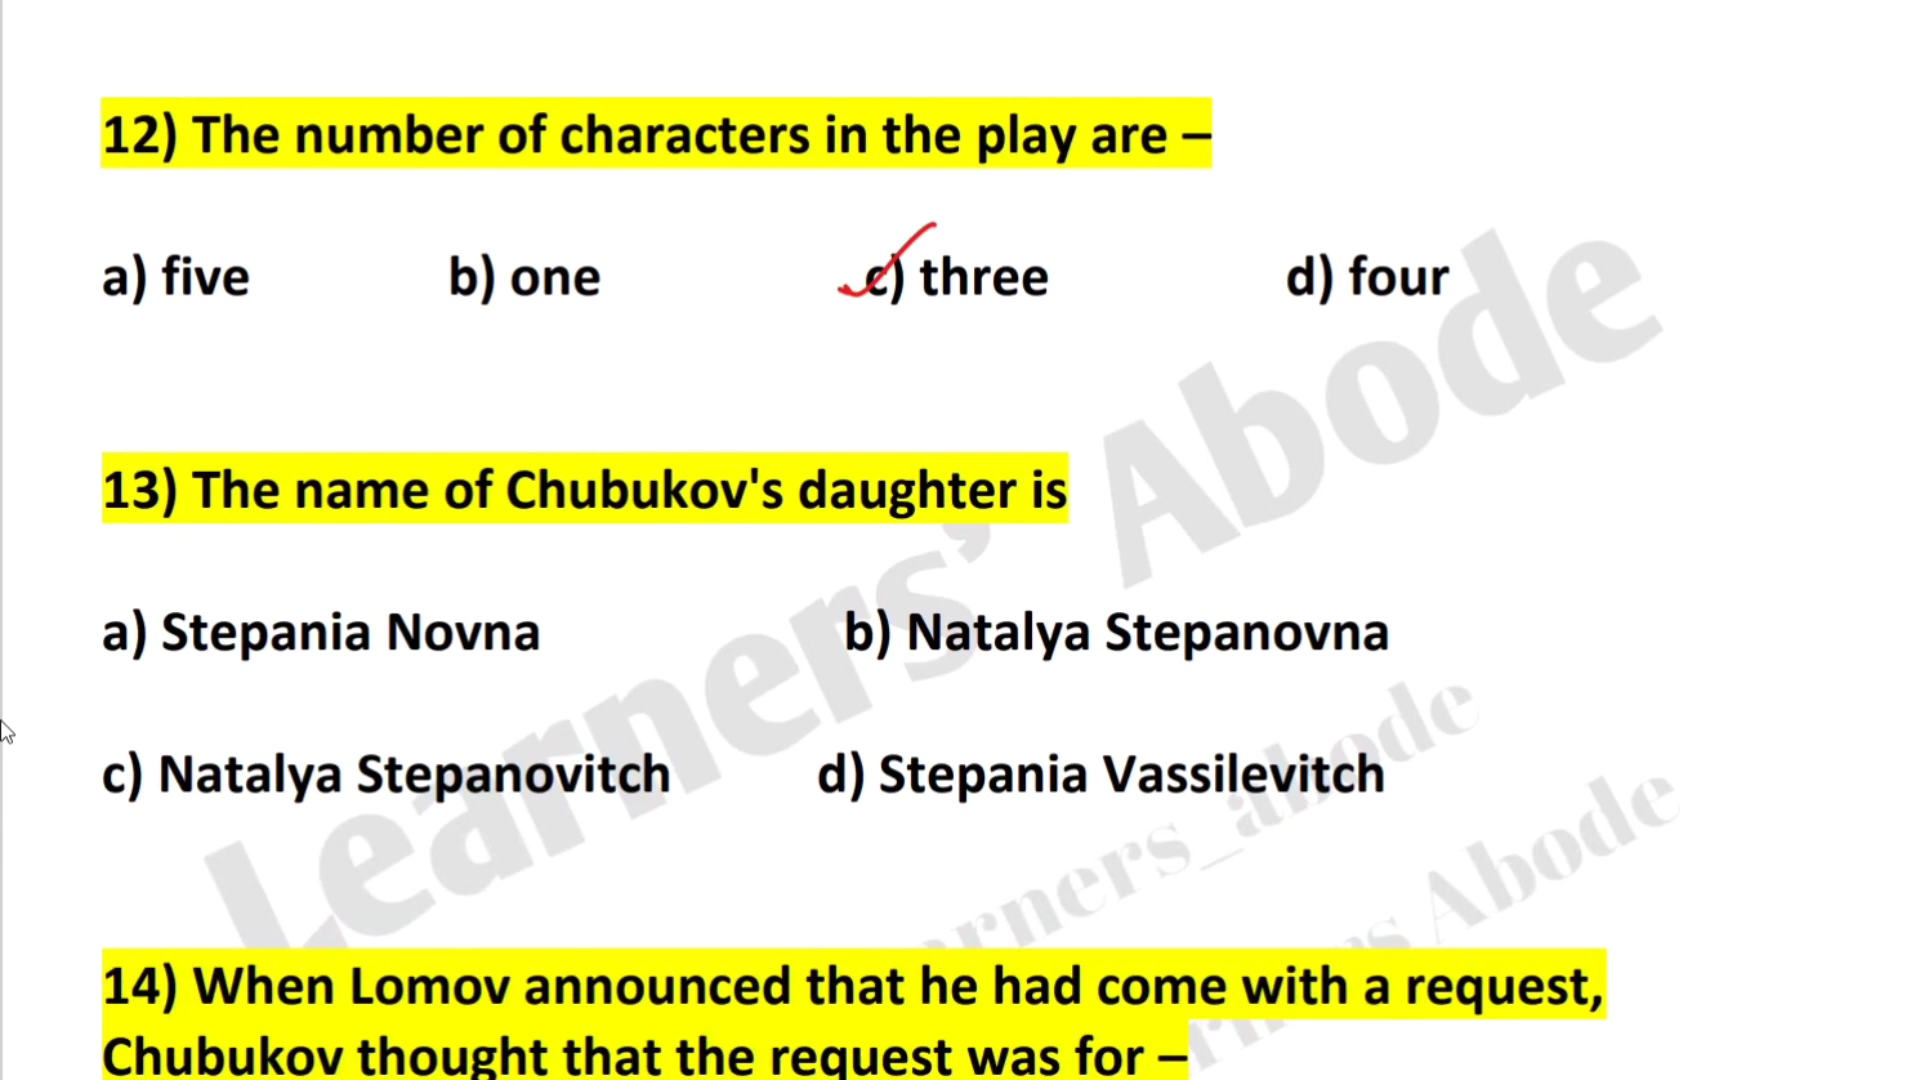 12) The number of characters in the play are –
a) five b) one c) three d) four
13) The name of Chubukov's daughter is
a) Stepania Novna b) Natalya Stepanovna
c) Natalya Stepanovitch d) Stepania Vassilevitch
14) When Lomov announced that he had come with a request,
Chubukov thought that the request was for –
Learners' Abode